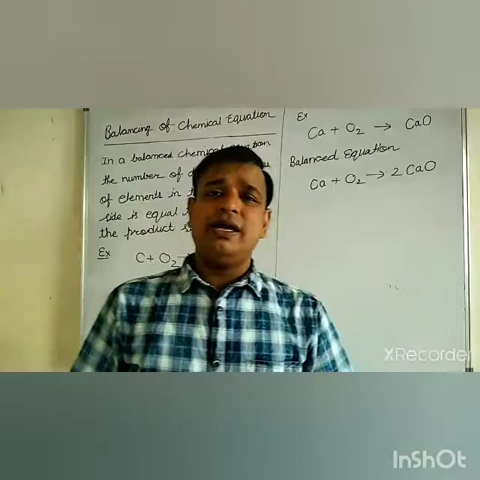 Balancing of Chemical Equation
In a balanced chemical
the number of
of elements in
side is equal
the product
Ex
C + O2
Ex
Ca + O2 → CaO
Balanced Equation
Ca + O2 → 2 CaO
XRecorder
InShOt